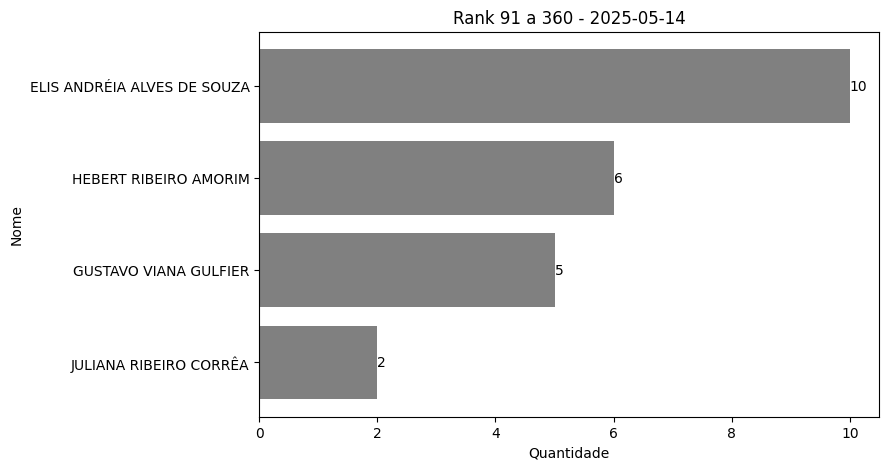 Rank 91 a 360 - 2025-05-14
ELIS ANDRÉIA ALVES DE SOUZA
10
HEBERT RIBEIRO AMORIM
6
GUSTAVO VIANA GULFIER
5
JULIANA RIBEIRO CORRÊA
2
Nome
0 2 4 6 8 10
Quantidade